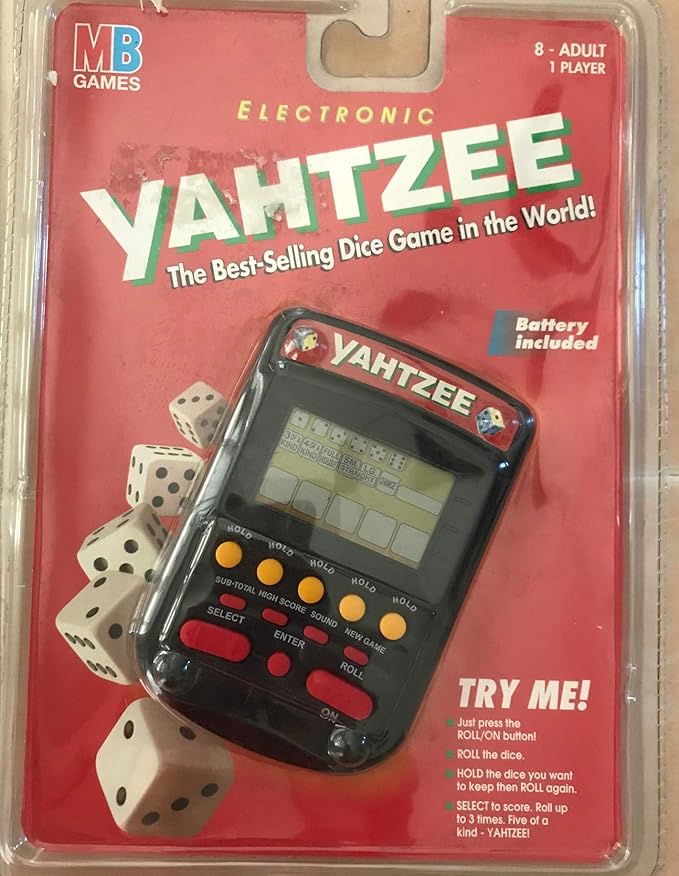 MB
GAMES
8 - ADULT
1 PLAYER
ELECTRONIC
YAHTZEE
The Best-Selling Dice Game in the World!
Battery
included
YAHTZEE
3 OF A KIND
4 OF A KIND
FULL HOUSE
SM. LG.
STRAIGHT
CHANCE
HOLD
HOLD
HOLD
HOLD
HOLD
SUB-TOTAL HIGH SCORE SOUND NEW GAME
SELECT
ENTER
ROLL
ON
TRY ME!
Just press the
ROLL/ON button!
ROLL the dice.
HOLD the dice you want
to keep then ROLL again.
SELECT to score. Roll up
to 3 times. Five of a
kind - YAHTZEE!